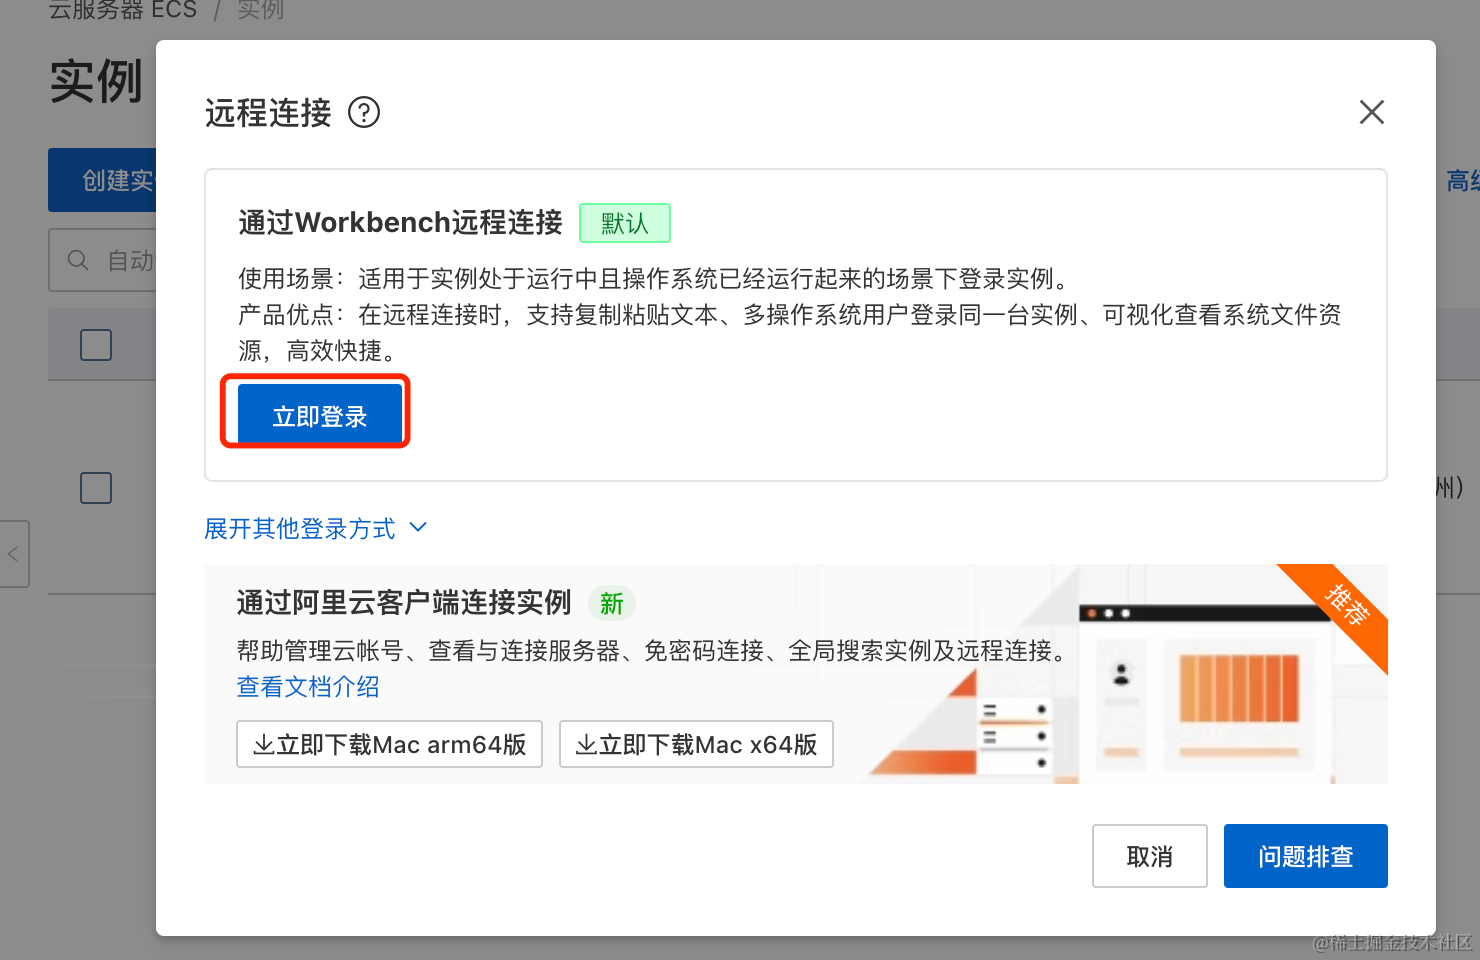 云服务器 ECS / 实例
实例
远程连接 ?
创建实
高级
通过Workbench远程连接 默认
自动
使用场景：适用于实例处于运行中且操作系统已经运行起来的场景下登录实例。
产品优点：在远程连接时，支持复制粘贴文本、多操作系统用户登录同一台实例、可视化查看系统文件资
源，高效快捷。
立即登录
州）
展开其他登录方式
通过阿里云客户端连接实例 新
推荐
帮助管理云帐号、查看与连接服务器、免密码连接、全局搜索实例及远程连接。
查看文档介绍
立即下载Mac arm64版 立即下载Mac x64版
取消 问题排查
@稀土掘金技术社区